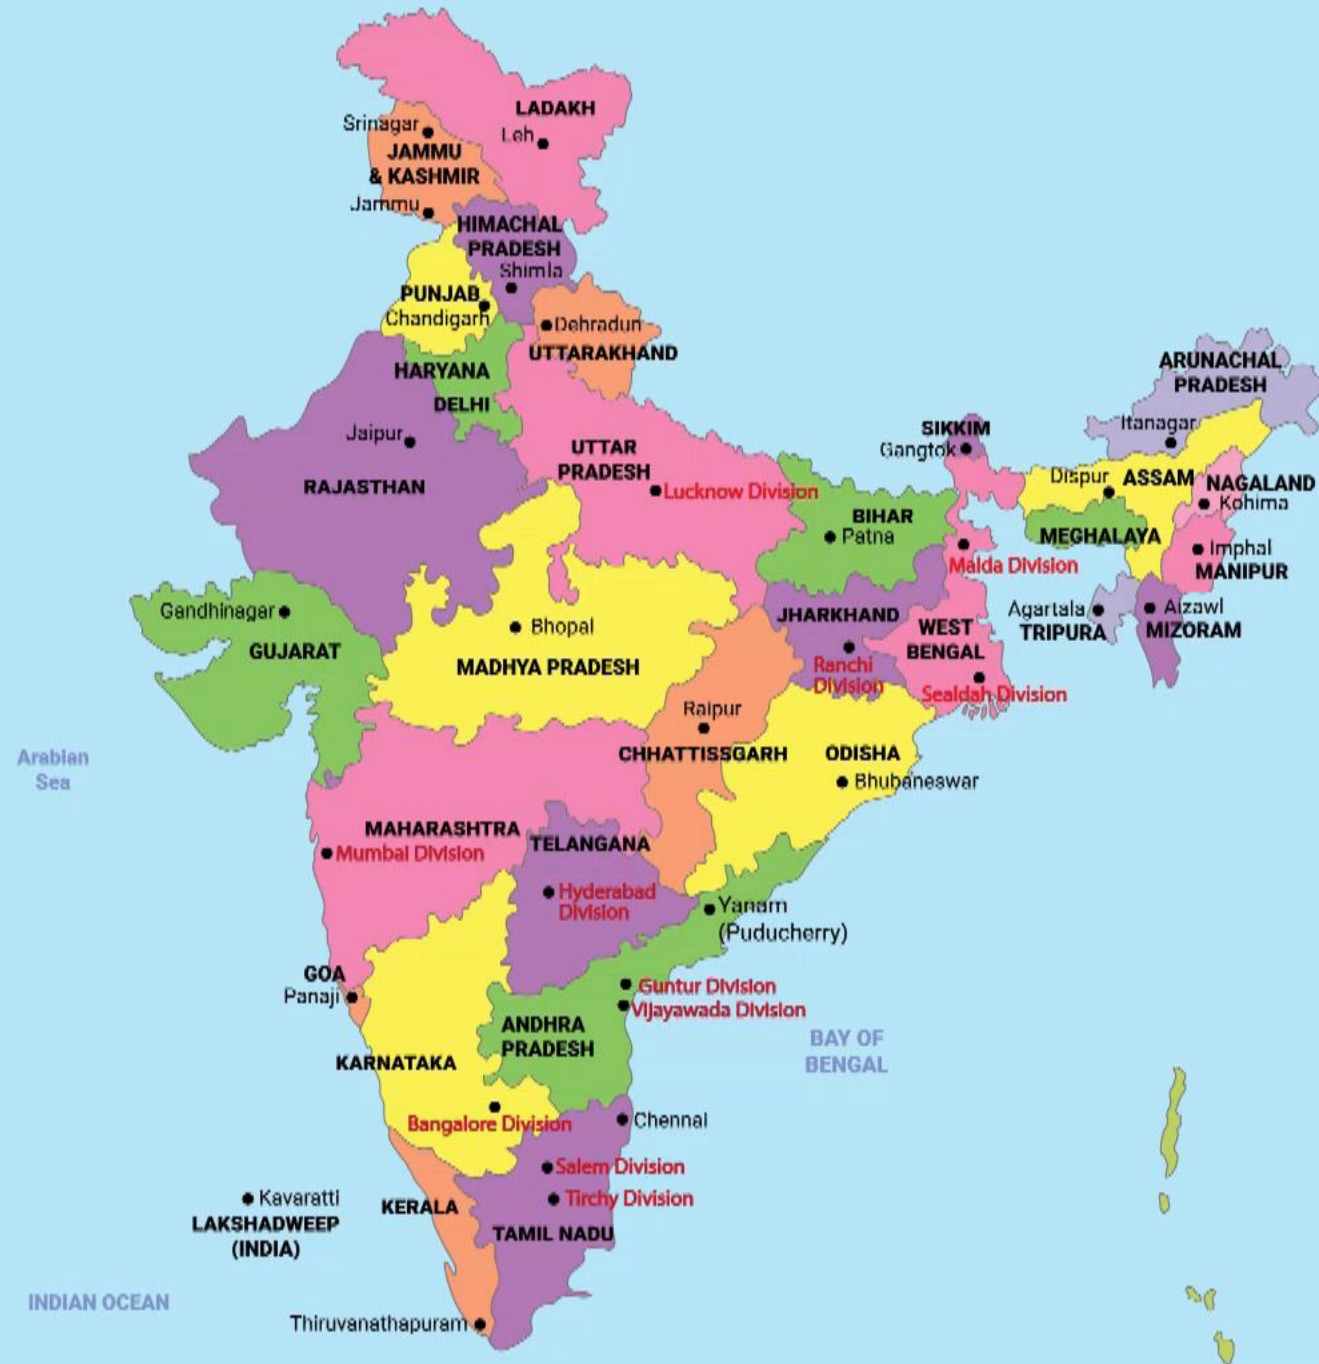 LADAKH
Leh
Srinagar
JAMMU
& KASHMIR
Jammu
HIMACHAL
PRADESH
Shimla
PUNJAB
Chandigarh
Dehradun
UTTARAKHAND
HARYANA
DELHI
ARUNACHAL
PRADESH
Itanagar
Jaipur
RAJASTHAN
UTTAR
PRADESH
Lucknow Division
SIKKIM
Gangtok
Dispur
ASSAM
NAGALAND
Kohima
BIHAR
Patna
MEGHALAYA
Imphal
MANIPUR
Malda Division
Gandhinagar
GUJARAT
Bhopal
MADHYA PRADESH
JHARKHAND
Ranchi
Division
WEST
BENGAL
Sealdah Division
Agartala
TRIPURA
Aizawl
MIZORAM
Raipur
CHHATTISSGARH
ODISHA
Bhubaneswar
Arabian
Sea
MAHARASHTRA
Mumbai Division
TELANGANA
Hyderabad
Division
Yanam
(Puducherry)
GOA
Panaji
Guntur Division
Vijayawada Division
ANDHRA
PRADESH
BAY OF
BENGAL
KARNATAKA
Bangalore Division
Chennai
Salem Division
Tirchy Division
TAMIL NADU
KERALA
Kavaratti
LAKSHADWEEP
(INDIA)
INDIAN OCEAN
Thiruvanathapuram